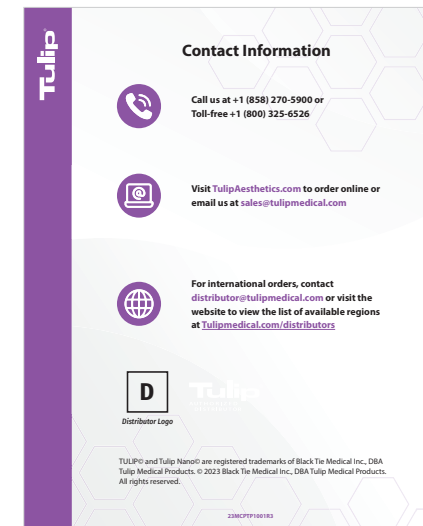 Tulip
Contact Information
Call us at +1 (858) 270-5900 or
Toll-free +1 (800) 325-6526
Visit TulipAesthetics.com to order online or
email us at sales@tulipmedical.com
For international orders, contact
distributor@tulipmedical.com or visit the
website to view the list of available regions
at Tulipmedical.com/distributors
D
Tulip
Distributor Logo
TULIP© and Tulip Nano© are registered trademarks of Black Tie Medical Inc., DBA
Tulip Medical Products. © 2023 Black Tie Medical Inc., DBA Tulip Medical Products.
All rights reserved.
23MCPTP1001R3